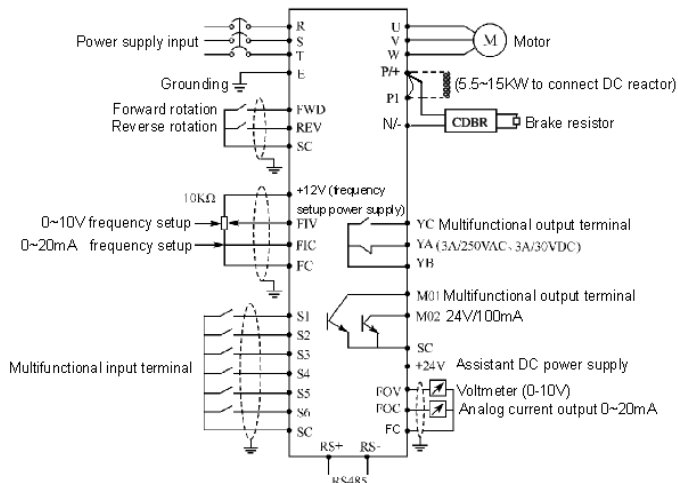 Power supply input
R
S
T
Grounding
E
Forward rotation
FWD
Reverse rotation
REV
SC
10KΩ
+12V (frequency
setup power supply)
0~10V frequency setup
FIV
0~20mA frequency setup
FIC
FC
Multifunctional input terminal
S1
S2
S3
S4
S5
S6
SC
RS+ RS-
RS485
U
V
W
M
Motor
P/+
P1
(5.5~15KW to connect DC reactor)
N/-
CDBR
Brake resistor
YC Multifunctional output terminal
YA (3A/250VAC、3A/30VDC)
YB
M01 Multifunctional output terminal
M02 24V/100mA
SC
+24V Assistant DC power supply
FOV Voltmeter (0-10V)
FOC Analog current output 0~20mA
FC